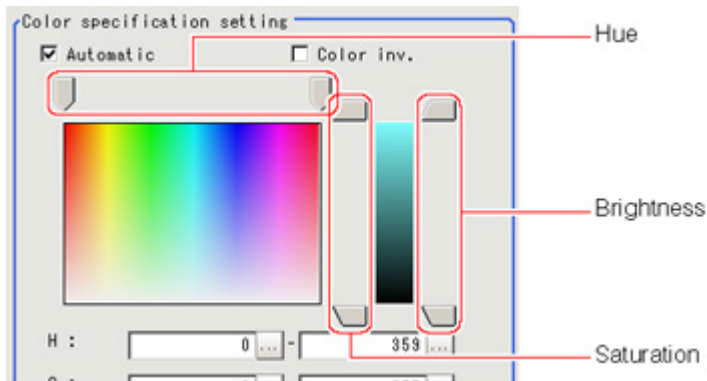 Color specification setting
Hue
Automatic
Color inv.
Brightness
H : 0 ... - 359 ...
Saturation